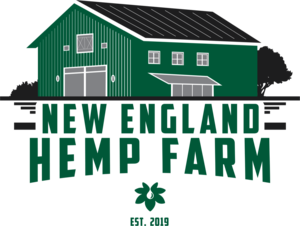 NEW ENGLAND
HEMP FARM
EST. 2019